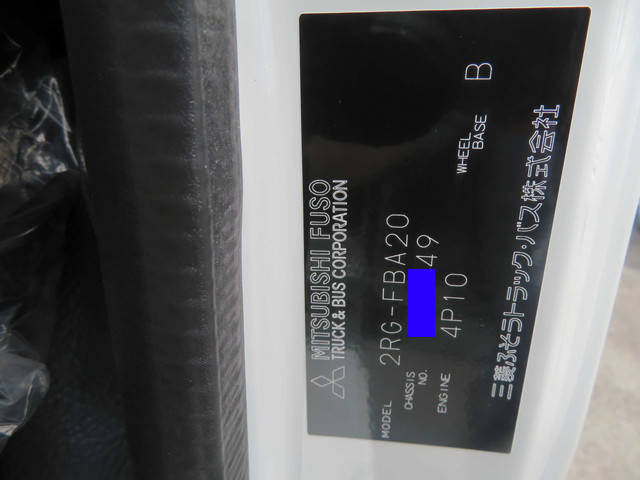 MITSUBISHI FUSO
TRUCK & BUS CORPORATION
MODEL 2RG-FBA20
CHASSIS NO. 49
ENGINE 4P10
WHEEL BASE B
三菱ふそうトラック・バス株式会社